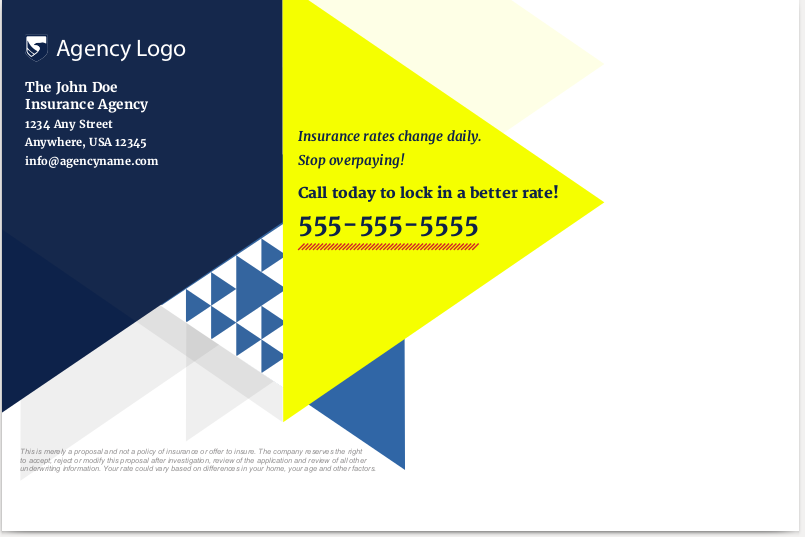 Agency Logo
The John Doe
Insurance Agency
1234 Any Street
Anywhere, USA 12345
info@agencyname.com
Insurance rates change daily.
Stop overpaying!
Call today to lock in a better rate!
555-555-5555
This is merely a proposal and not a policy of insurance or offer to insure. The company reserves the right
to accept, reject or modify this proposal after investigation, review of the application and review of all other
underwriting information. Your rate could vary based on differences in your home, your age and other factors.